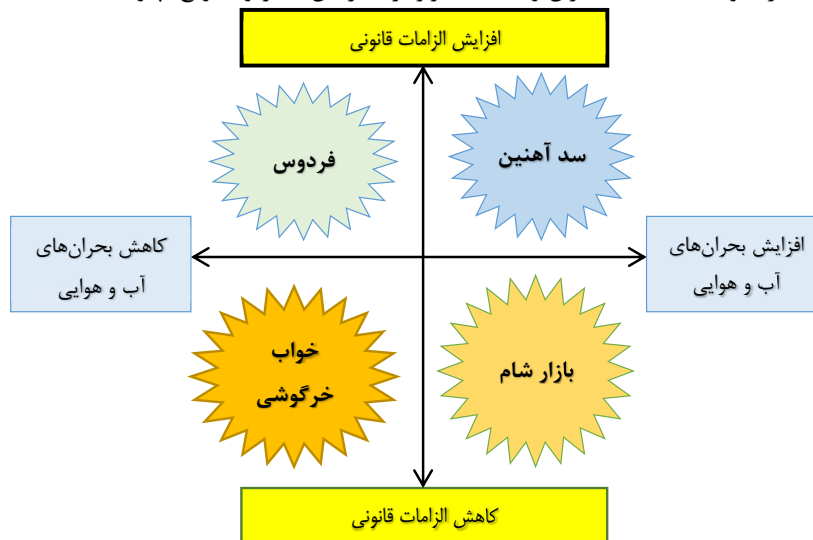 افزایش الزامات قانونی
سد آهنین
فردوس
افزایش بحران‌های
آب و هوایی
کاهش بحران‌های
آب و هوایی
بازار شام
خواب
خرگوشی
کاهش الزامات قانونی